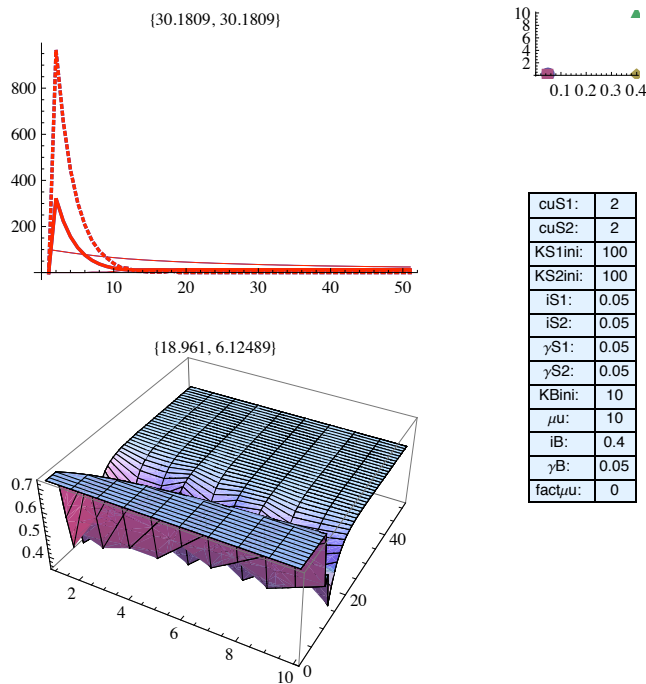 {30.1809, 30.1809}
800
600
400
200
10 20 30 40 50
10
8
6
4
2
0.1 0.2 0.3 0.4
cuS1: 2
cuS2: 2
KS1ini: 100
KS2ini: 100
iS1: 0.05
iS2: 0.05
γS1: 0.05
γS2: 0.05
KBini: 10
μu: 10
iB: 0.4
γB: 0.05
factμu: 0
{18.961, 6.12489}
0.7
0.6
0.5
0.4
2 4 6 8 10
0 20 40